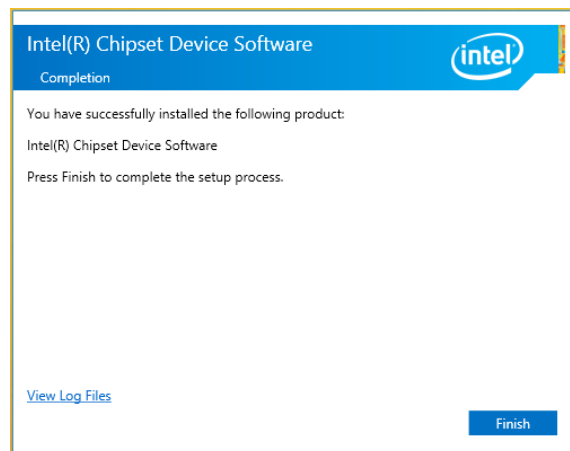 Intel(R) Chipset Device Software
Completion
intel
You have successfully installed the following product:
Intel(R) Chipset Device Software
Press Finish to complete the setup process.
View Log Files
Finish